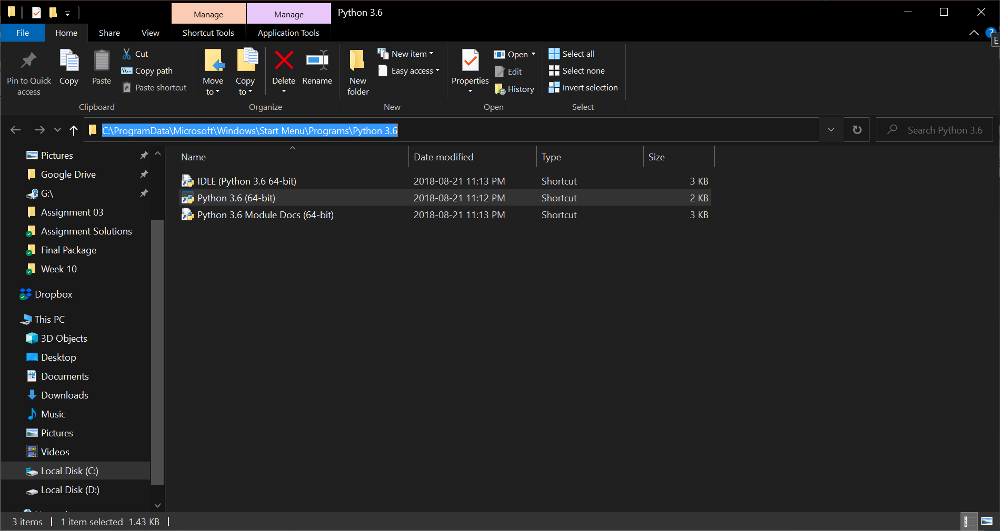 Manage
Manage
Python 3.6
File
Home
Share
View
Shortcut Tools
Application Tools
?
E
Pin to Quick
access
Copy
Paste
Cut
Copy path
Paste shortcut
Clipboard
Move
to
Copy
to
Delete
Rename
Organize
New
folder
New item
Easy access
New
Properties
Open
Edit
History
Open
Select all
Select none
Invert selection
Select
C:\ProgramData\Microsoft\Windows\Start Menu\Programs\Python 3.6
Search Python 3.6
Pictures
Google Drive
G:\
Assignment 03
Assignment Solutions
Final Package
Week 10
Dropbox
This PC
3D Objects
Desktop
Documents
Downloads
Music
Pictures
Videos
Local Disk (C:)
Local Disk (D:)
Name Date modified Type Size
IDLE (Python 3.6 64-bit) 2018-08-21 11:13 PM Shortcut 3 KB
Python 3.6 (64-bit) 2018-08-21 11:12 PM Shortcut 2 KB
Python 3.6 Module Docs (64-bit) 2018-08-21 11:13 PM Shortcut 3 KB
3 items 1 item selected 1.43 KB